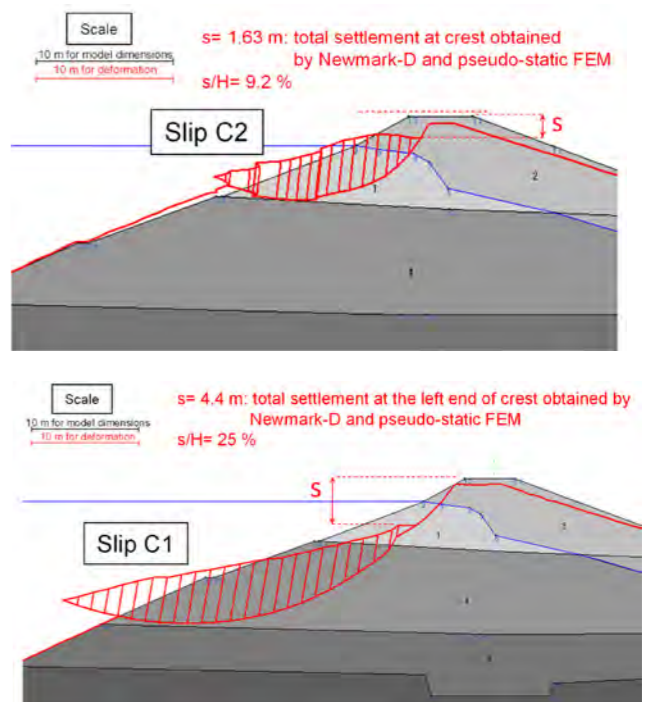 Scale
10 m for model dimensions
10 m for deformation
s= 1.63 m: total settlement at crest obtained
by Newmark-D and pseudo-static FEM
s/H= 9.2 %
Slip C2
S
1
2
Scale
10 m for model dimensions
10 m for deformation
s= 4.4 m: total settlement at the left end of crest obtained by
Newmark-D and pseudo-static FEM
s/H= 25 %
S
Slip C1
1